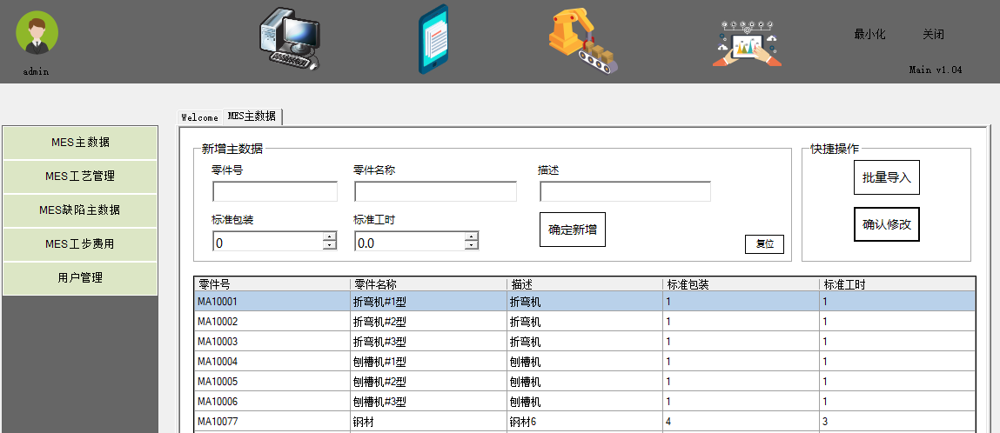 最小化 关闭
admin
Main v1.04
Welcome MES主数据
MES主数据
MES工艺管理
MES缺陷主数据
MES工步费用
用户管理
新增主数据
零件号 零件名称 描述
标准包装 标准工时
0 0.0 确定新增
复位
快捷操作
批量导入
确认修改
零件号 零件名称 描述 标准包装 标准工时
MA10001 折弯机#1型 折弯机 1 1
MA10002 折弯机#2型 折弯机 1 1
MA10003 折弯机#3型 折弯机 1 1
MA10004 刨槽机#1型 刨槽机 1 1
MA10005 刨槽机#2型 刨槽机 1 1
MA10006 刨槽机#3型 刨槽机 1 1
MA10077 钢材 钢材6 4 3